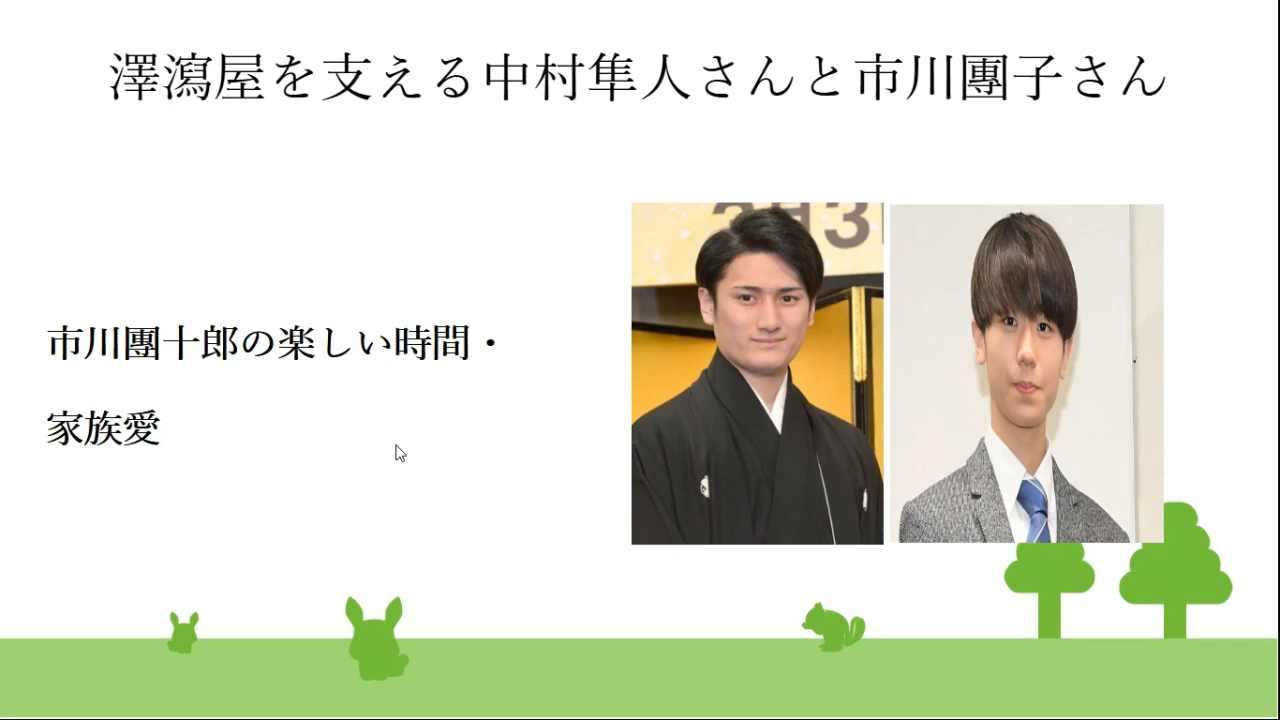 澤瀉屋を支える中村隼人さんと市川團子さん
市川團十郎の楽しい時間・
家族愛